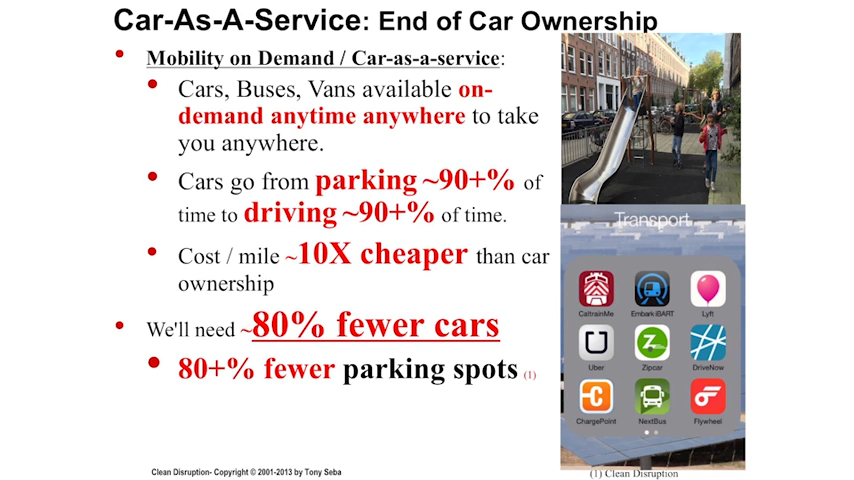 Car-As-A-Service: End of Car Ownership
• Mobility on Demand / Car-as-a-service:
• Cars, Buses, Vans available on-
demand anytime anywhere to take
you anywhere.
• Cars go from parking ~90+% of
time to driving ~90+% of time.
• Cost / mile ~10X cheaper than car
ownership
• We'll need ~80% fewer cars
• 80+% fewer parking spots (1)
Transport
CaltrainMe
Embark iBART
Lyft
Uber
Zipcar
DriveNow
ChargePoint
NextBus
Flywheel
Clean Disruption- Copyright © 2001-2013 by Tony Seba
(1) Clean Disruption